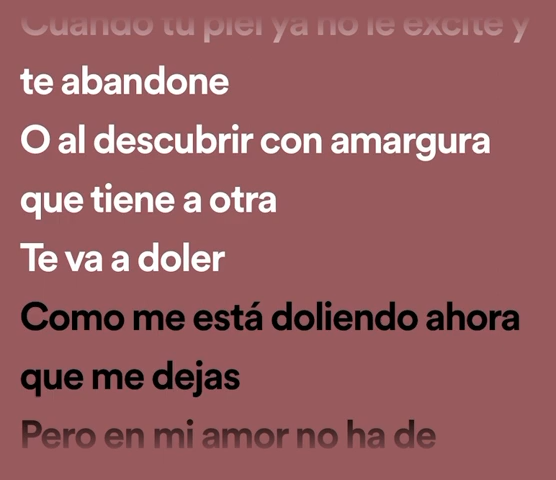 Cuando tu piel ya no le excite y
te abandone
O al descubrir con amargura
que tiene a otra
Te va a doler
Como me está doliendo ahora
que me dejas
Pero en mi amor no ha de